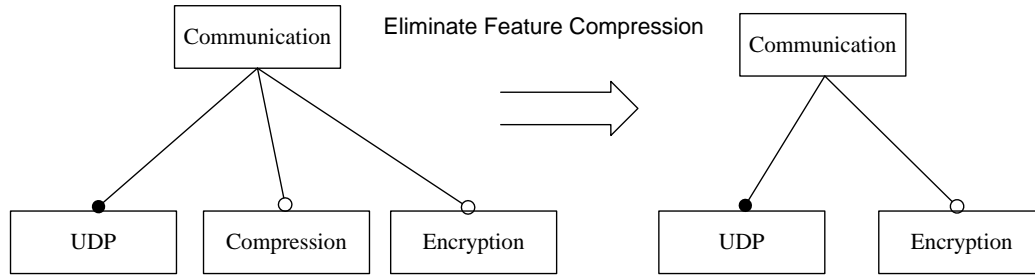 Communication
Eliminate Feature Compression
Communication
UDP
Compression
Encryption
UDP
Encryption